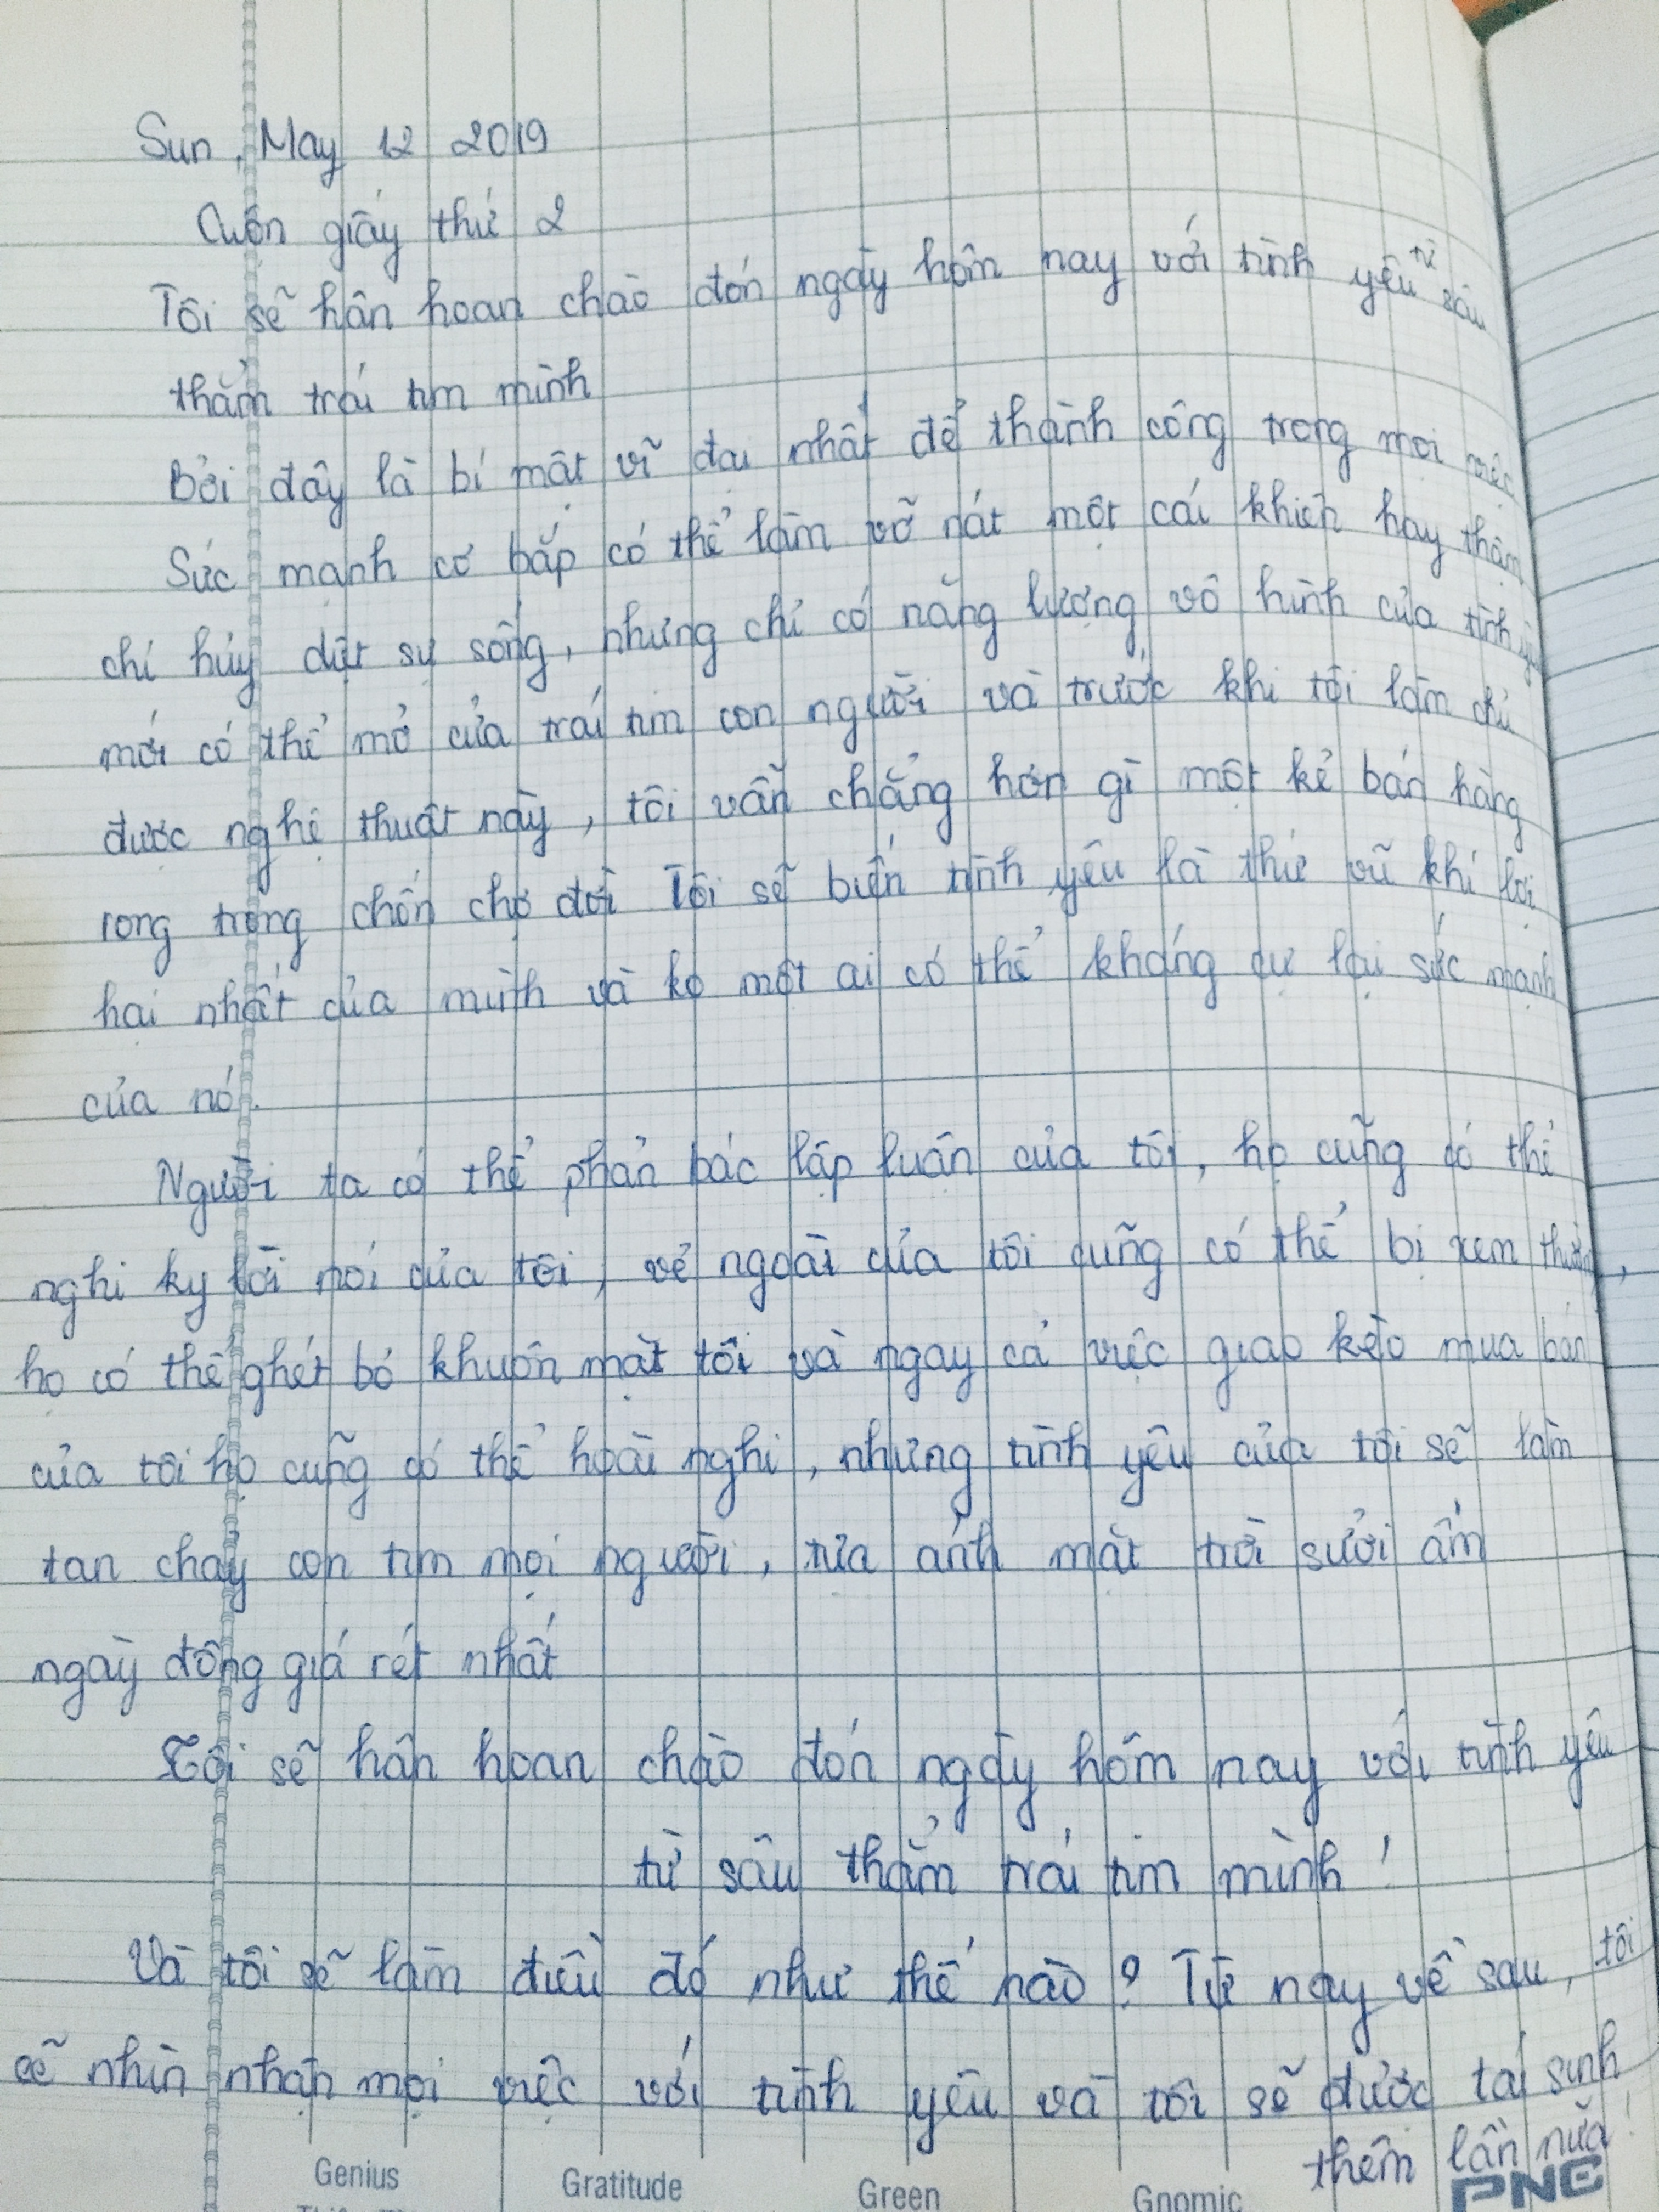 Sun, May 12 2019
Cuốn giấy thứ 2
Tôi sẽ hân hoan chào đón ngày hôm nay với tình yêu từ sâu
thẳm trái tim mình
Bởi đây là bí mật vĩ đại nhất để thành công trong mọi việc
Sức mạnh cơ bắp có thể làm vỡ nát một cái khiên hay thậm
chí hủy diệt sự sống, nhưng chỉ có năng lượng vô hình của tình yêu
mới có thể mở cửa trái tim con người và trước khi tôi làm chủ
được nghệ thuật này, tôi vẫn chẳng hơn gì một kẻ bán hàng
rong trong chốn chợ đời Tôi sẽ biến tình yêu là thứ vũ khí lợi
hại nhất của mình và ko một ai có thể kháng cự lại sức mạnh
của nó.
Người ta có thể phản bác lập luận của tôi, họ cũng có thể
nghi kỵ lời nói của tôi, vẻ ngoài của tôi cũng có thể bị xem thường,
họ có thể ghét bỏ khuôn mặt tôi và ngay cả việc giao kèo mua bán
của tôi họ cũng có thể hoài nghi, nhưng tình yêu của tôi sẽ làm
tan chảy con tim mọi người, tựa ánh mặt trời sưởi ấm
ngày đông giá rét nhất
Tôi sẽ hân hoan chào đón ngày hôm nay với tình yêu
từ sâu thẳm trái tim mình!
Và tôi sẽ làm điều đó như thế nào? Từ nay về sau, tôi
sẽ nhìn nhận mọi việc với tình yêu và tôi sẽ được tái sinh
thêm lần nữa!
Genius
Gratitude
Green
Gnomic
PNC